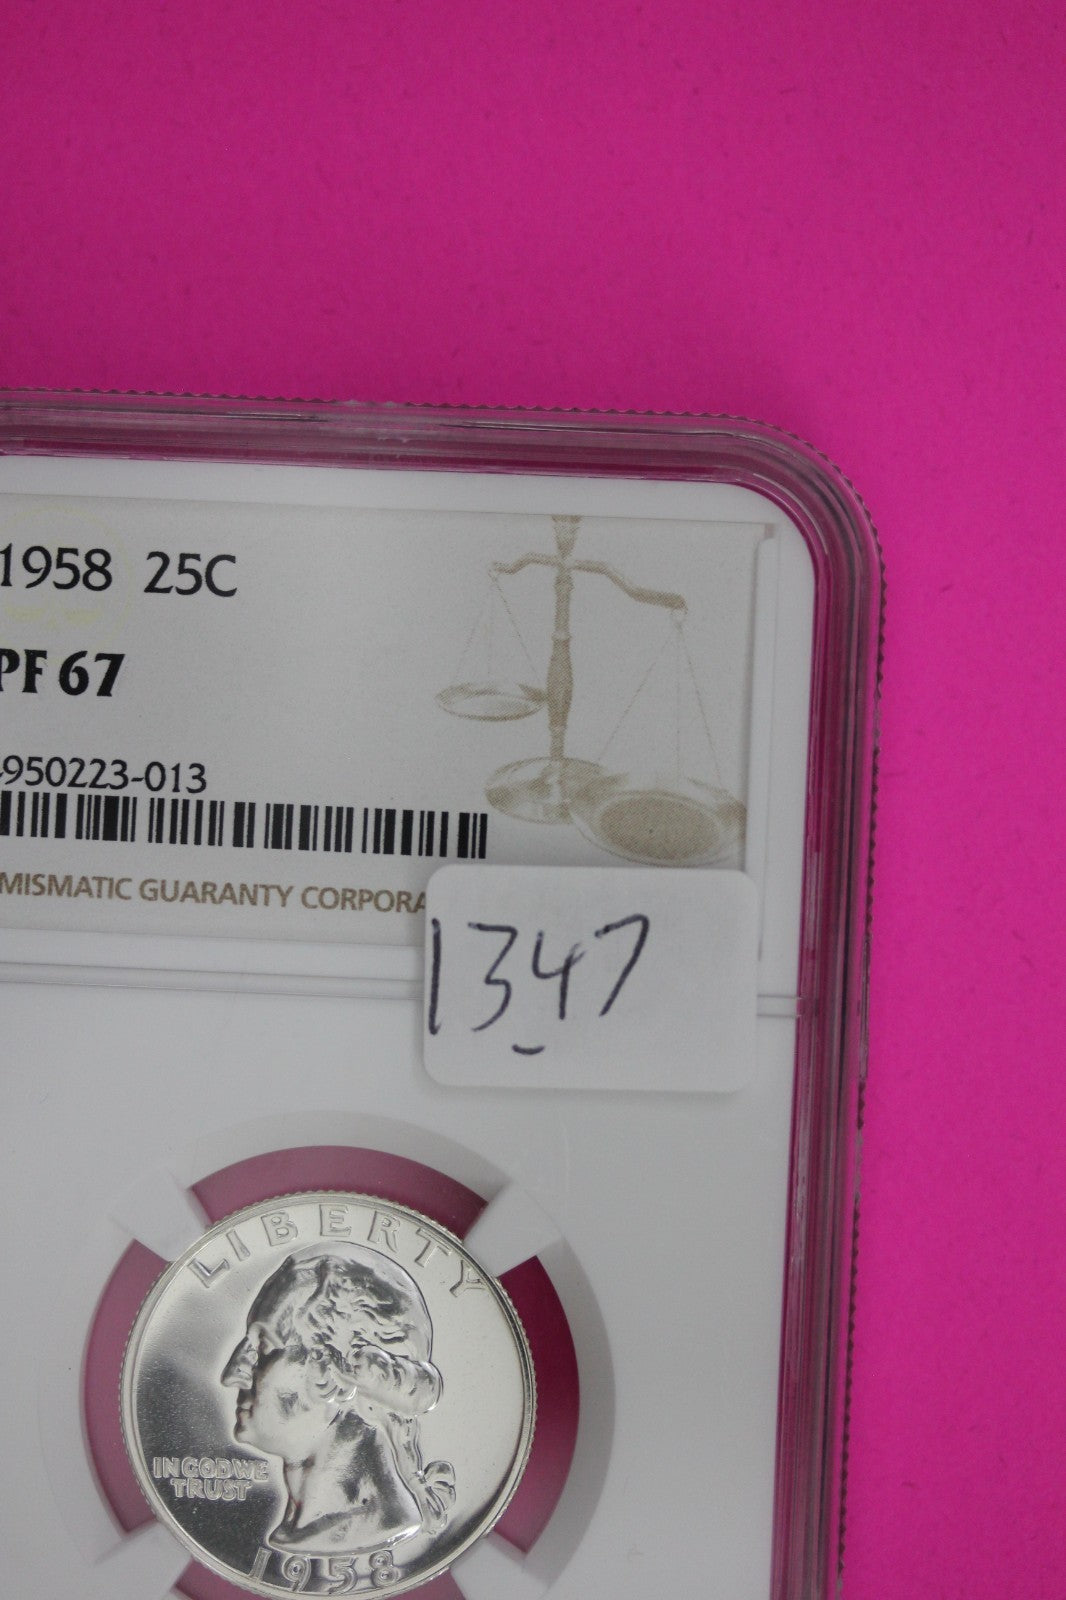 1958 25C
PF 67
950223-013
MISMATIC GUARANTY CORPORA
1347
LIBERTY
IN GOD WE
TRUST
1958